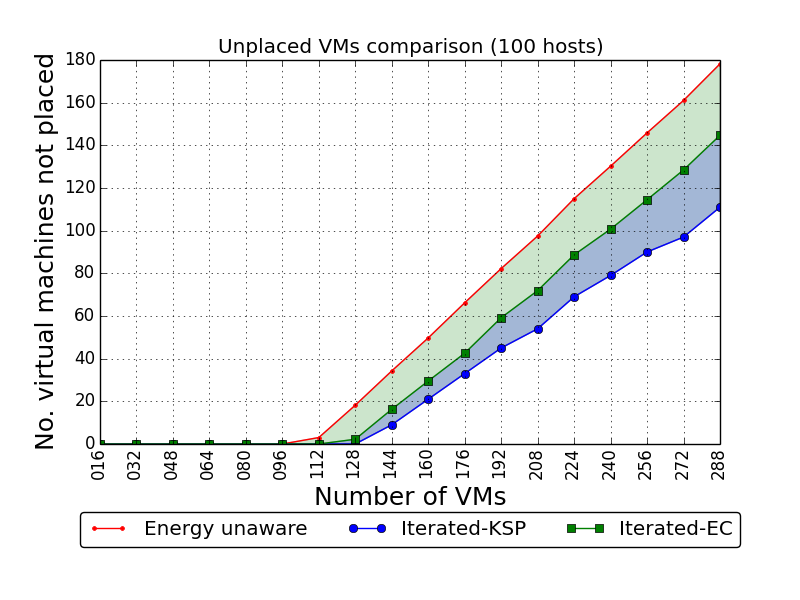 Unplaced VMs comparison (100 hosts)
No. virtual machines not placed
180
160
140
120
100
80
60
40
20
0
016 032 048 064 080 096 112 128 144 160 176 192 208 224 240 256 272 288
Number of VMs
Energy unaware Iterated-KSP Iterated-EC